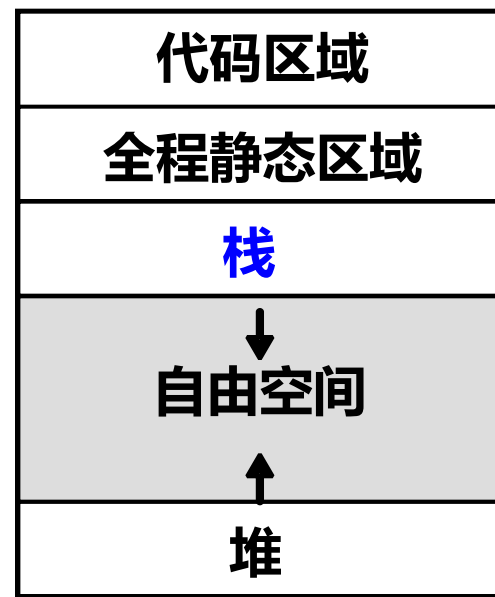 代码区域
全程静态区域
栈
自由空间
堆